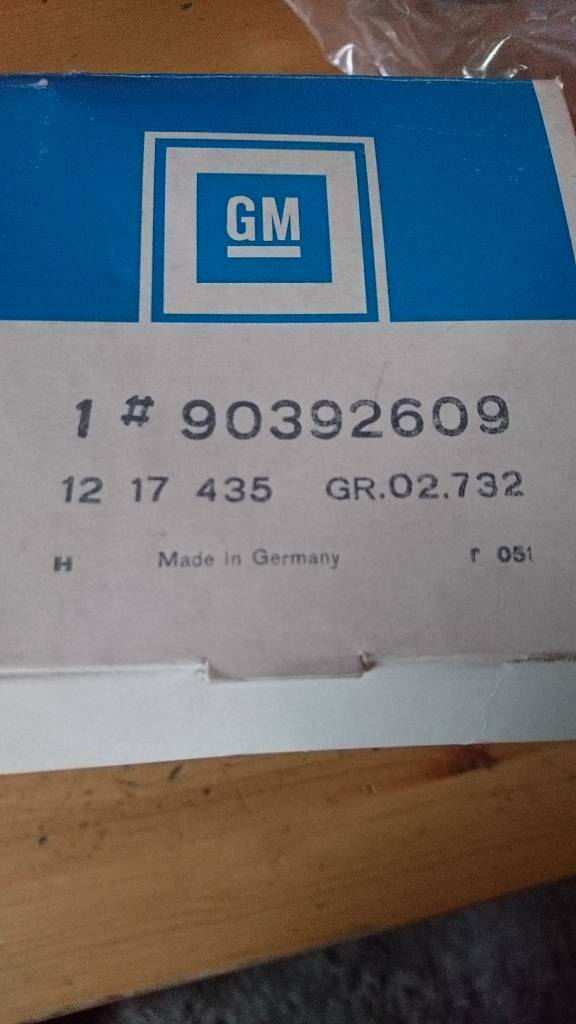 GM
1 # 90392609
12 17 435 GR.02.732
H Made in Germany r 051